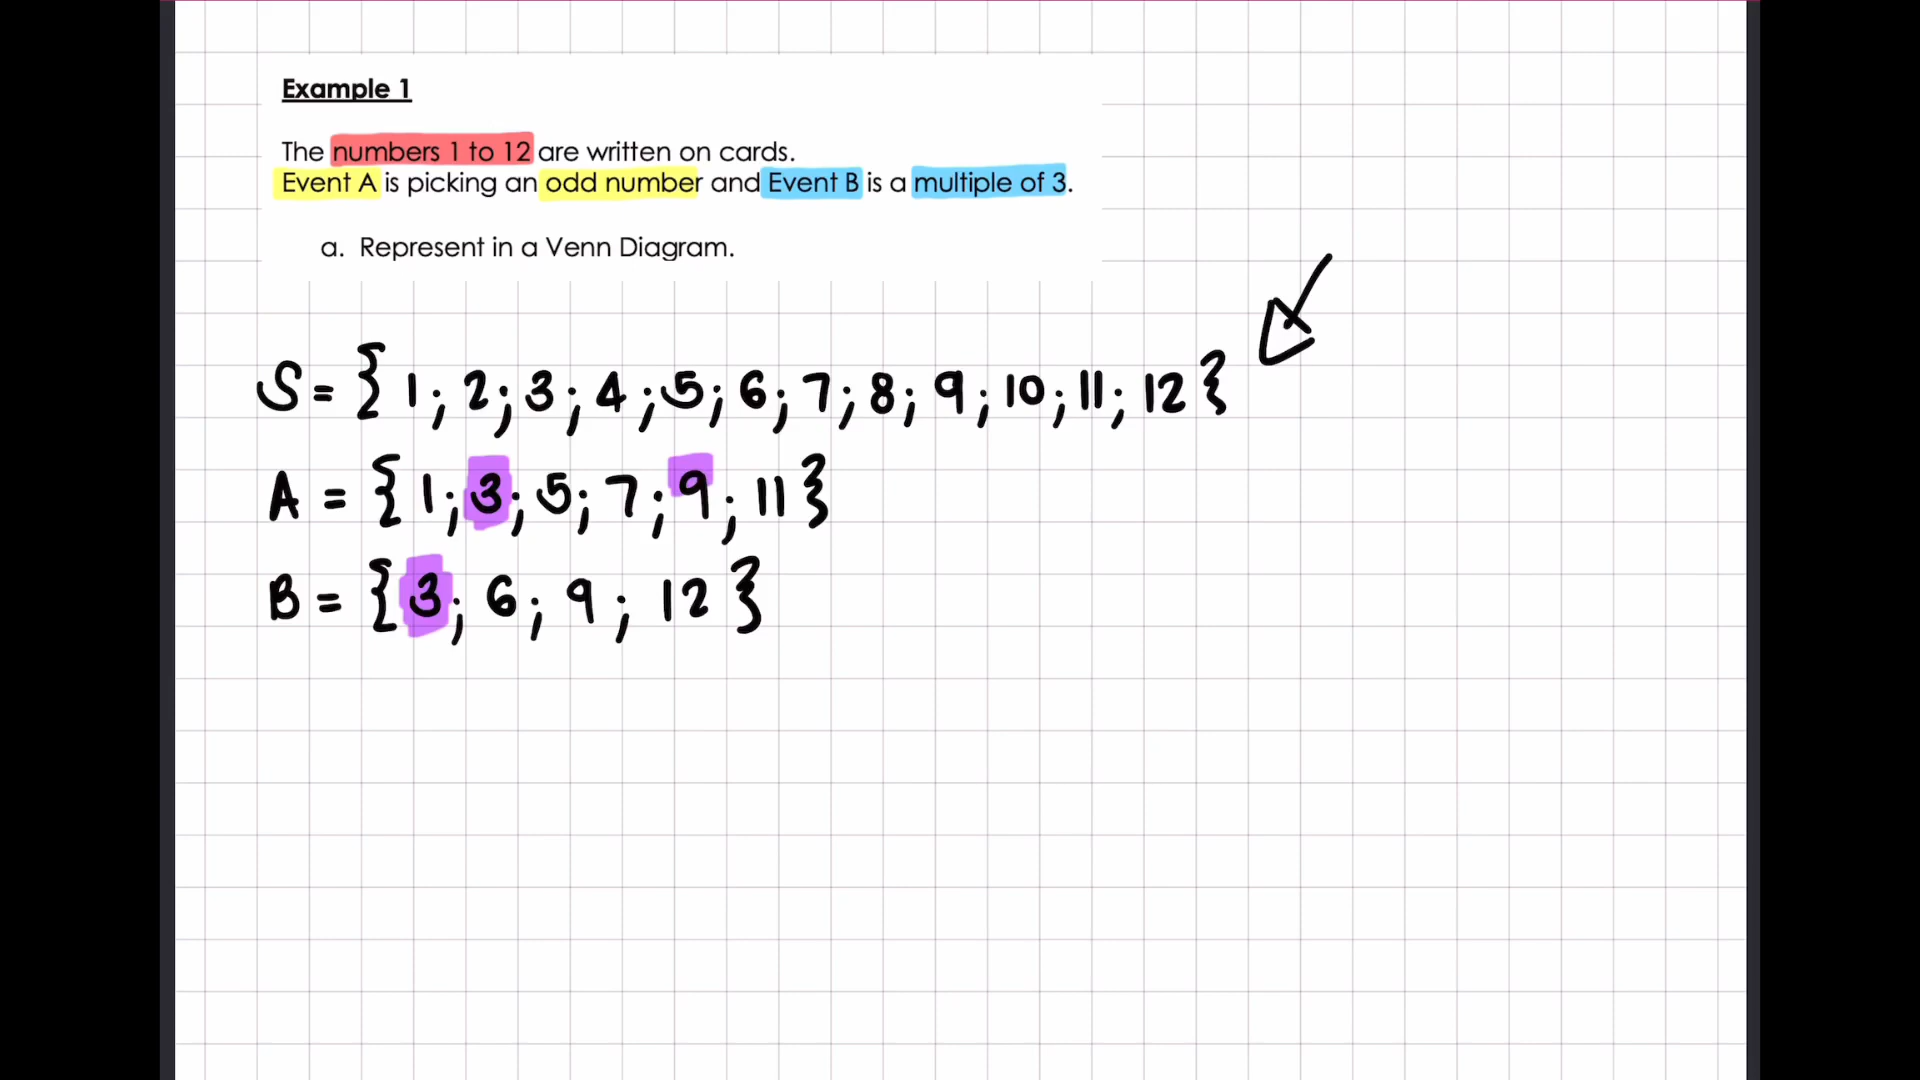 Example 1
The numbers 1 to 12 are written on cards.
Event A is picking an odd number and Event B is a multiple of 3.
a. Represent in a Venn Diagram.
S = { 1; 2; 3; 4; 5; 6; 7; 8; 9; 10; 11; 12 }
A = { 1; 3; 5; 7; 9; 11 }
B = { 3; 6; 9; 12 }